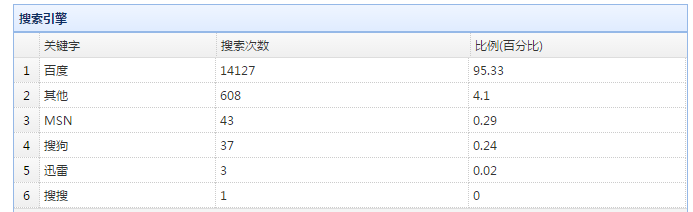 搜索引擎
关键字 搜索次数 比例(百分比)
1 百度 14127 95.33
2 其他 608 4.1
3 MSN 43 0.29
4 搜狗 37 0.24
5 迅雷 3 0.02
6 搜搜 1 0